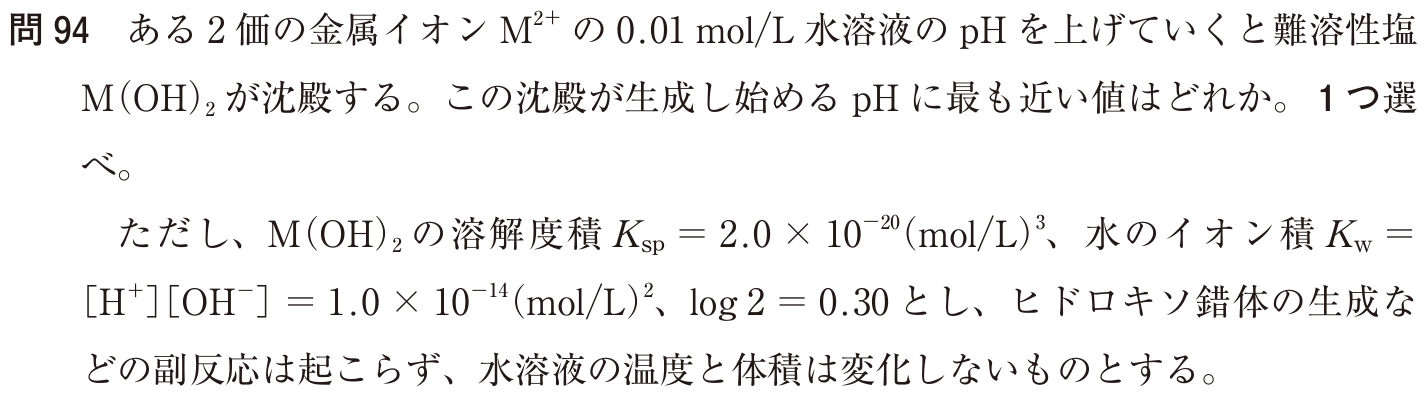 問94 ある2価の金属イオン M²⁺ の 0.01 mol/L 水溶液の pH を上げていくと難溶性塩
M(OH)₂ が沈殿する。この沈殿が生成し始める pH に最も近い値はどれか。1つ選
べ。
ただし、M(OH)₂ の溶解度積 Ksp = 2.0 × 10⁻²⁰(mol/L)³、水のイオン積 Kw =
[H⁺][OH⁻] = 1.0 × 10⁻¹⁴(mol/L)²、log 2 = 0.30 とし、ヒドロキソ錯体の生成な
どの副反応は起こらず、水溶液の温度と体積は変化しないものとする。